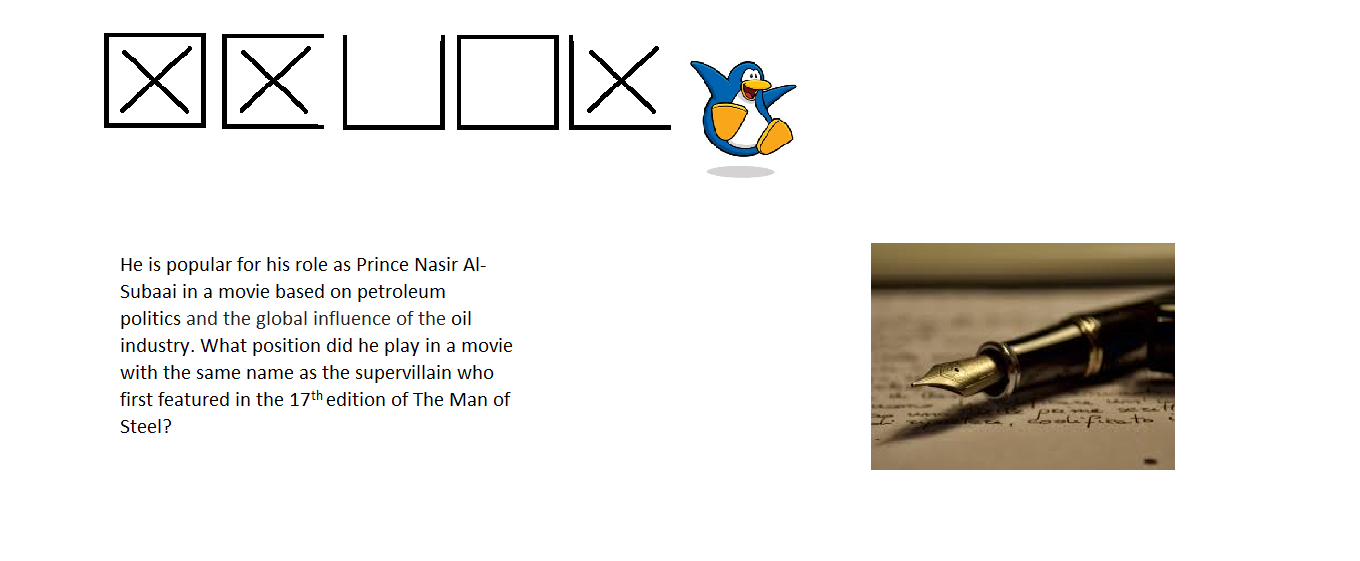 He is popular for his role as Prince Nasir Al-
Subaai in a movie based on petroleum
politics and the global influence of the oil
industry. What position did he play in a movie
with the same name as the supervillain who
first featured in the 17th edition of The Man of
Steel?